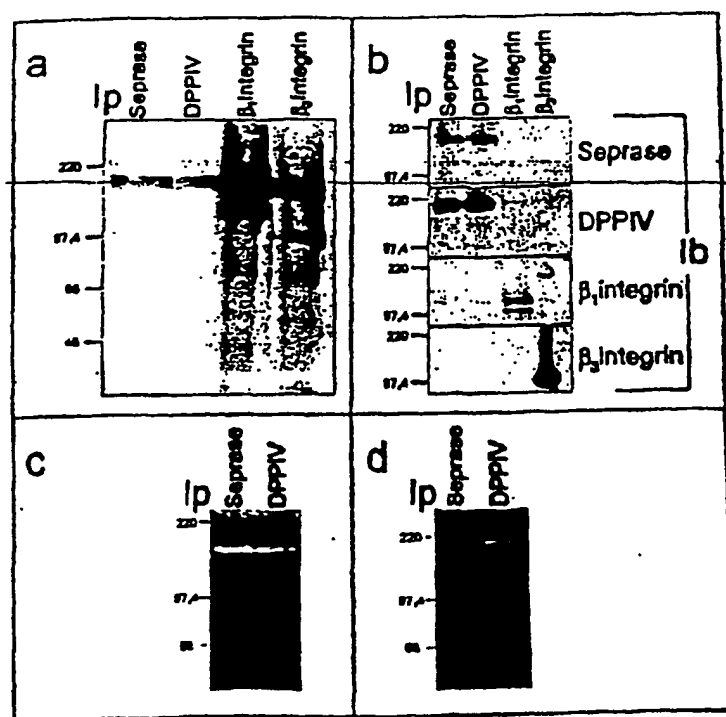 a
Ip
Seprase
DPPIV
β₁integrin
β₃integrin
220
97,4
66
45
b
Ip
Seprase
DPPIV
β₁integrin
β₃integrin
220
97,4
Seprase
220
97,4
DPPIV
220
97,4
β₁integrin
220
97,4
β₃integrin
Ib
c
Ip
Seprase
DPPIV
220
97,4
66
d
Ip
Seprase
DPPIV
220
97,4
66